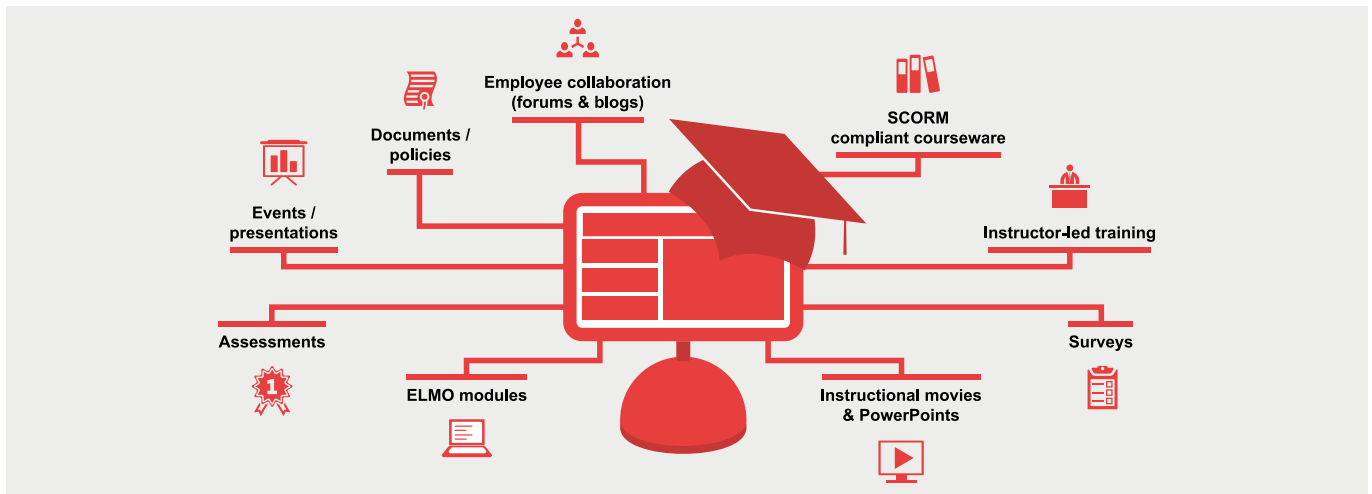 Employee collaboration
(forums & blogs)
SCORM
compliant courseware
Documents /
policies
Events /
presentations
Instructor-led training
Assessments
1
Surveys
ELMO modules
Instructional movies
& PowerPoints